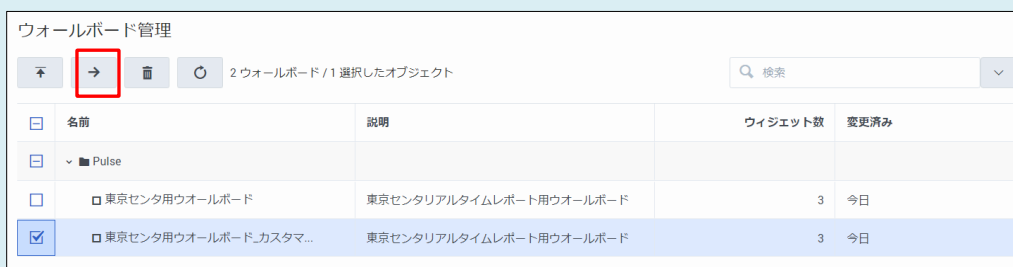 ウォールボード管理
2 ウォールボード / 1 選択したオブジェクト
検索
名前 説明 ウィジェット数 変更済み
Pulse
東京センタ用ウオールボード 東京センタリアルタイムレポート用ウオールボード 3 今日
東京センタ用ウオールボード_カスタマ... 東京センタリアルタイムレポート用ウオールボード 3 今日